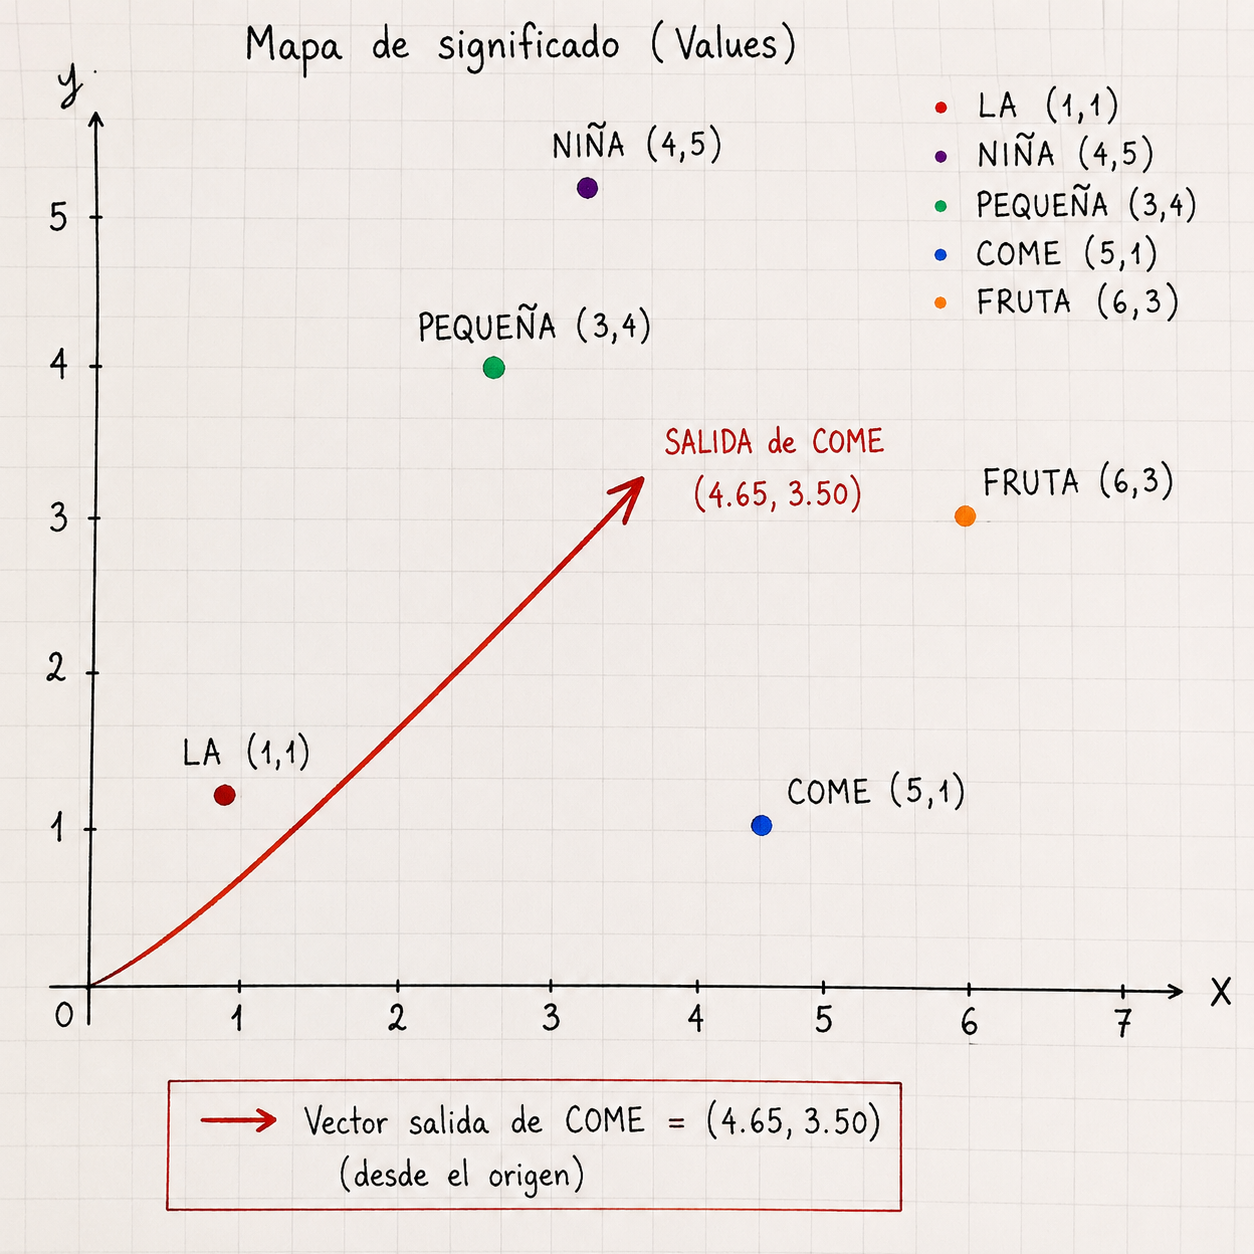 Mapa de significado (Values)
y
LA (1,1)
NIÑA (4,5)
PEQUEÑA (3,4)
COME (5,1)
FRUTA (6,3)
NIÑA (4,5)
5
PEQUEÑA (3,4)
4
SALIDA de COME
(4.65, 3.50)
FRUTA (6,3)
3
2
LA (1,1)
COME (5,1)
1
0 1 2 3 4 5 6 7 X
Vector salida de COME = (4.65, 3.50)
(desde el origen)